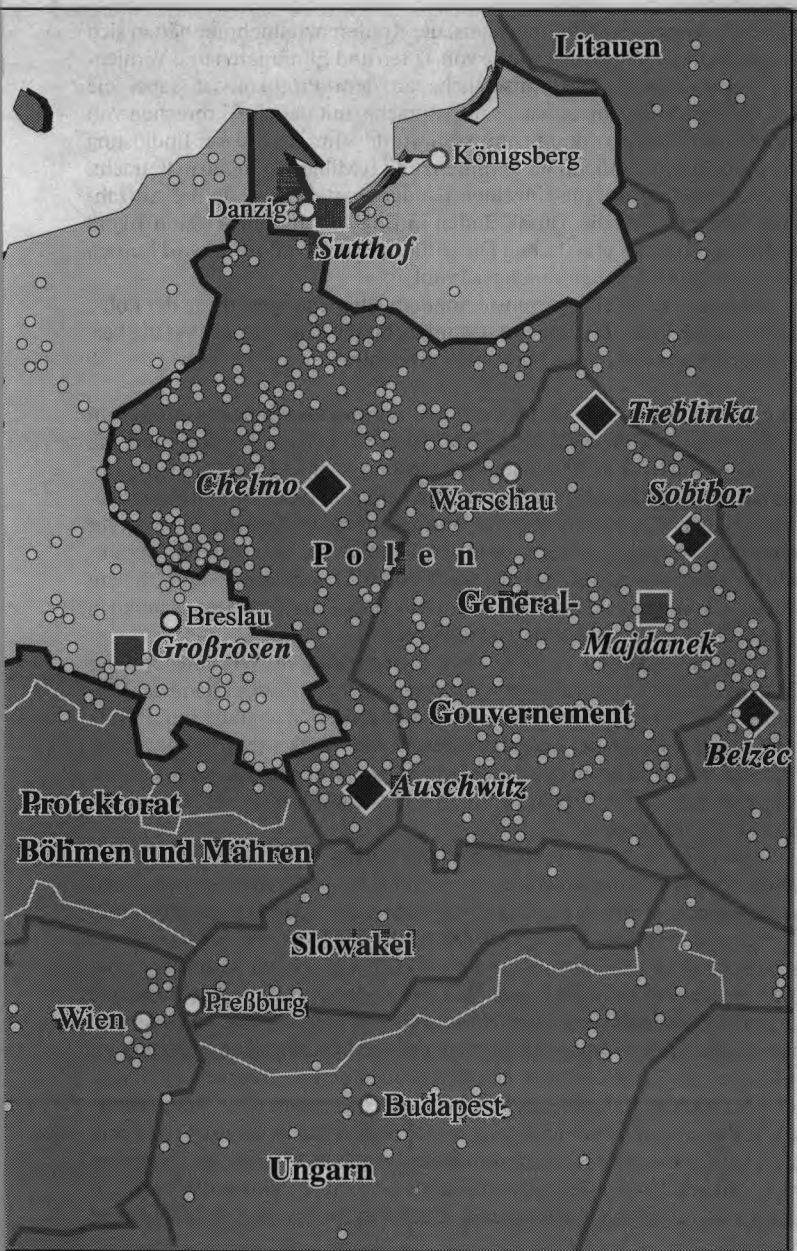 Litauen
Königsberg
Danzig
Sutthof
Treblinka
Chelmo
Warschau
Sobibor
Polen
General-
Breslau
Großrosen
Majdanek
Gouvernement
Belzec
Auschwitz
Protektorat
Böhmen und Mähren
Slowakei
Preßburg
Wien
Budapest
Ungarn